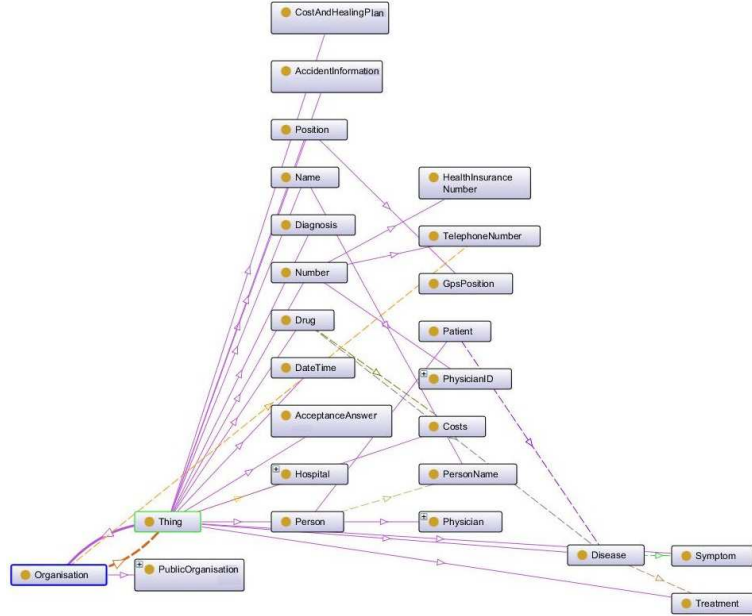 CostAndHealingPlan
AccidentInformation
Position
Name
HealthInsurance
Number
Diagnosis
TelephoneNumber
Number
GpsPosition
Drug
Patient
DateTime
PhysicianID
AcceptanceAnswer
Costs
Hospital
PersonName
Thing
Person
Physician
Disease
Symptom
Organisation
PublicOrganisation
Treatment